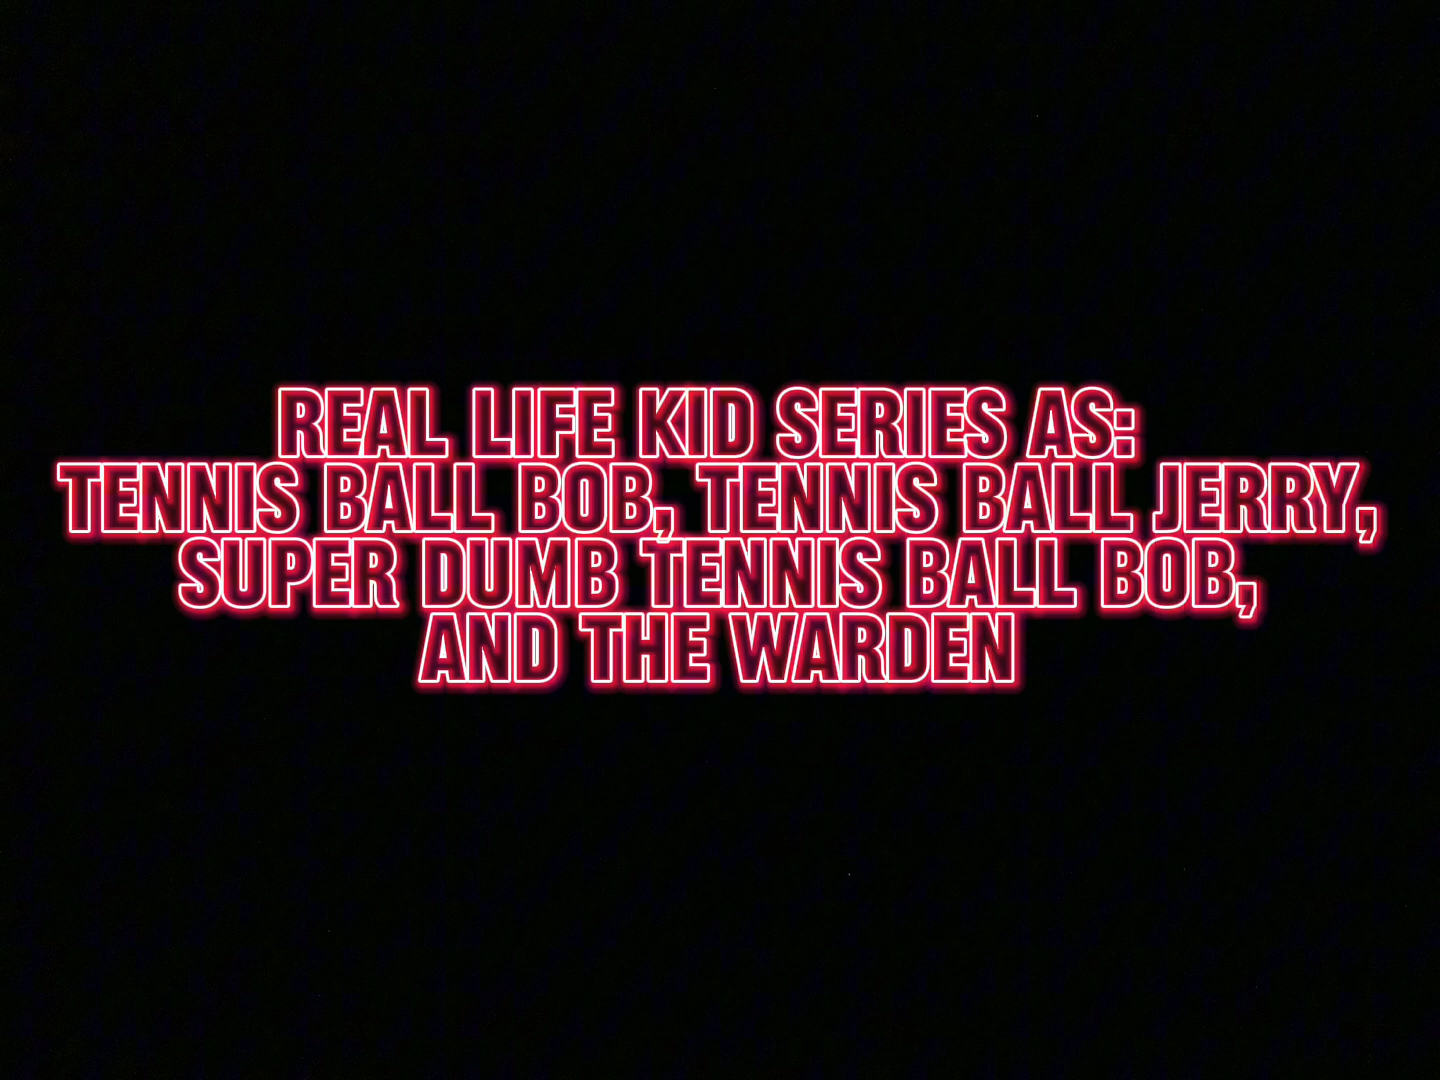 REAL LIFE KID SERIES AS:
TENNIS BALL BOB, TENNIS BALL JERRY,
SUPER DUMB TENNIS BALL BOB,
AND THE WARDEN